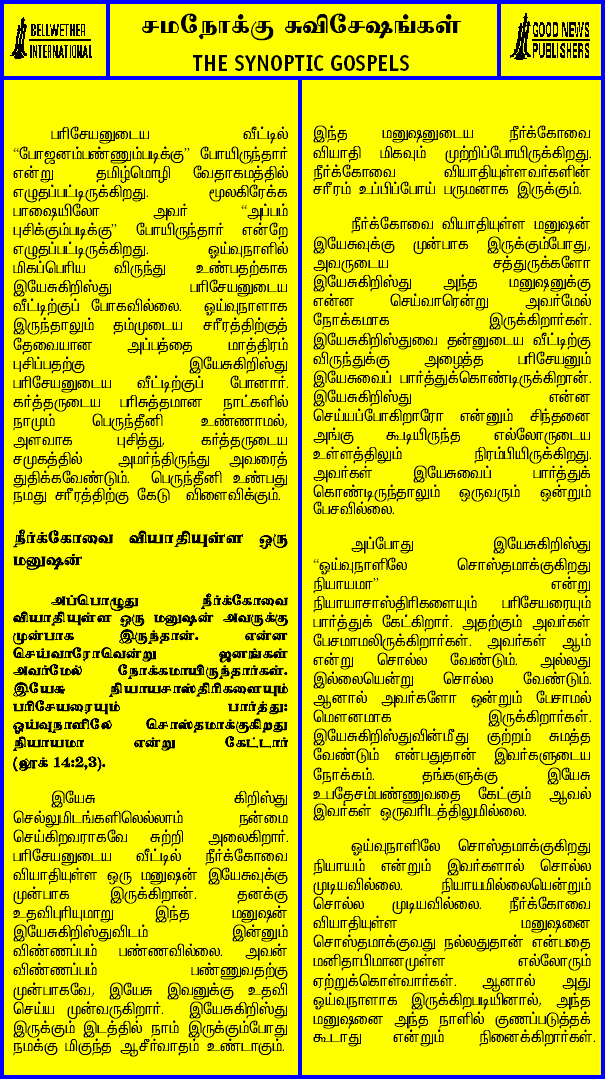 BELLWETHER
INTERNATIONAL
சமநோக்கு சுவிசேஷங்கள்
THE SYNOPTIC GOSPELS
GOOD NEWS
PUBLISHERS
பரிசேயனுடைய வீட்டில்
“போஜனம்பண்ணும்படிக்கு” போயிருந்தார்
என்று தமிழ்மொழி வேதாகமத்தில்
எழுதப்பட்டிருக்கிறது. மூலகிரேக்க
பாஷையிலோ அவர் “அப்பம்
புசிக்கும்படிக்கு” போயிருந்தார் என்றே
எழுதப்பட்டிருக்கிறது. ஓய்வுநாளில்
மிகப்பெரிய விருந்து உண்பதற்காக
இயேசுகிறிஸ்து பரிசேயனுடைய
வீட்டிற்குப் போகவில்லை. ஓய்வுநாளாக
இருந்தாலும் தம்முடைய சரீரத்திற்குத்
தேவையான அப்பத்தை மாத்திரம்
புசிப்பதற்கு இயேசுகிறிஸ்து
பரிசேயனுடைய வீட்டிற்குப் போனார்.
கர்த்தருடைய பரிசுத்தமான நாட்களில்
நாமும் பெருந்தீனி உண்ணாமல்,
அளவாக புசித்து, கர்த்தருடைய
சமுகத்தில் அமர்ந்திருந்து அவரைத்
துதிக்கவேண்டும். பெருந்தீனி உண்பது
நமது சரீரத்திற்கு கேடு விளைவிக்கும்.
நீர்க்கோவை வியாதியுள்ள ஒரு
மனுஷன்
அப்பொழுது நீர்க்கோவை
வியாதியுள்ள ஒரு மனுஷன் அவருக்கு
முன்பாக இருந்தான். என்ன
செய்வாரோவென்று ஜனங்கள்
அவர்மேல் நோக்கமாயிருந்தார்கள்.
இயேசு நியாயசாஸ்திரிகளையும்
பரிசேயரையும் பார்த்து:
ஓய்வுநாளிலே சொஸ்தமாக்குகிறது
நியாயமா என்று கேட்டார்
(லூக் 14:2,3).
இயேசு கிறிஸ்து
செல்லுமிடங்களிலெல்லாம் நன்மை
செய்கிறவராகவே சுற்றி அலைகிறார்.
பரிசேயனுடைய வீட்டில் நீர்க்கோவை
வியாதியுள்ள ஒரு மனுஷன் இயேசுவுக்கு
முன்பாக இருக்கிறான். தனக்கு
உதவிபுரியுமாறு இந்த மனுஷன்
இயேசுகிறிஸ்துவிடம் இன்னும்
விண்ணப்பம் பண்ணவில்லை. அவன்
விண்ணப்பம் பண்ணுவதற்கு
முன்பாகவே, இயேசு இவனுக்கு உதவி
செய்ய முன்வருகிறார். இயேசுகிறிஸ்து
இருக்கும் இடத்தில் நாம் இருக்கும்போது
நமக்கு மிகுந்த ஆசீர்வாதம் உண்டாகும்.
இந்த மனுஷனுடைய நீர்க்கோவை
வியாதி மிகவும் முற்றிப்போயிருக்கிறது.
நீர்க்கோவை வியாதியுள்ளவர்களின்
சரீரம் உப்பிப்போய் பருமனாக இருக்கும்.
நீர்க்கோவை வியாதியுள்ள மனுஷன்
இயேசுவுக்கு முன்பாக இருக்கும்போது,
அவருடைய சத்துருக்களோ
இயேசுகிறிஸ்து அந்த மனுஷனுக்கு
என்ன செய்வாரென்று அவர்மேல்
நோக்கமாக இருக்கிறார்கள்.
இயேசுகிறிஸ்துவை தன்னுடைய வீட்டிற்கு
விருந்துக்கு அழைத்த பரிசேயனும்
இயேசுவைப் பார்த்துக்கொண்டிருக்கிறான்.
இயேசுகிறிஸ்து என்ன
செய்யப்போகிறாரோ என்னும் சிந்தனை
அங்கு கூடியிருந்த எல்லோருடைய
உள்ளத்திலும் நிரம்பியிருக்கிறது.
அவர்கள் இயேசுவைப் பார்த்துக்
கொண்டிருந்தாலும் ஒருவரும் ஒன்றும்
பேசவில்லை.
அப்போது இயேசுகிறிஸ்து
“ஓய்வுநாளிலே சொஸ்தமாக்குகிறது
நியாயமா” என்று
நியாயாசாஸ்திரிகளையும் பரிசேயரையும்
பார்த்துக் கேட்கிறார். அதற்கும் அவர்கள்
பேசமாமலிருக்கிறார்கள். அவர்கள் ஆம்
என்று சொல்ல வேண்டும். அல்லது
இல்லையென்று சொல்ல வேண்டும்.
ஆனால் அவர்களோ ஒன்றும் பேசாமல்
மௌனமாக இருக்கிறார்கள்.
இயேசுகிறிஸ்துவின்மீது குற்றம் சுமத்த
வேண்டும் என்பதுதான் இவர்களுடைய
நோக்கம். தங்களுக்கு இயேசு
உபதேசம்பண்ணுவதை கேட்கும் ஆவல்
இவர்கள் ஒருவரிடத்திலுமில்லை.
ஓய்வுநாளிலே சொஸ்தமாக்குகிறது
நியாயம் என்றும் இவர்களால் சொல்ல
முடியவில்லை. நியாயமில்லையென்றும்
சொல்ல முடியவில்லை. நீர்க்கோவை
வியாதியுள்ள மனுஷனை
சொஸ்தமாக்குவது நல்லதுதான் என்பதை
மனிதாபிமானமுள்ள எல்லோரும்
ஏற்றுக்கொள்வார்கள். ஆனால் அது
ஓய்வுநாளாக இருக்கிறபடியினால், அந்த
மனுஷனை அந்த நாளில் குணப்படுத்தக்
கூடாது என்றும் நினைக்கிறார்கள்.